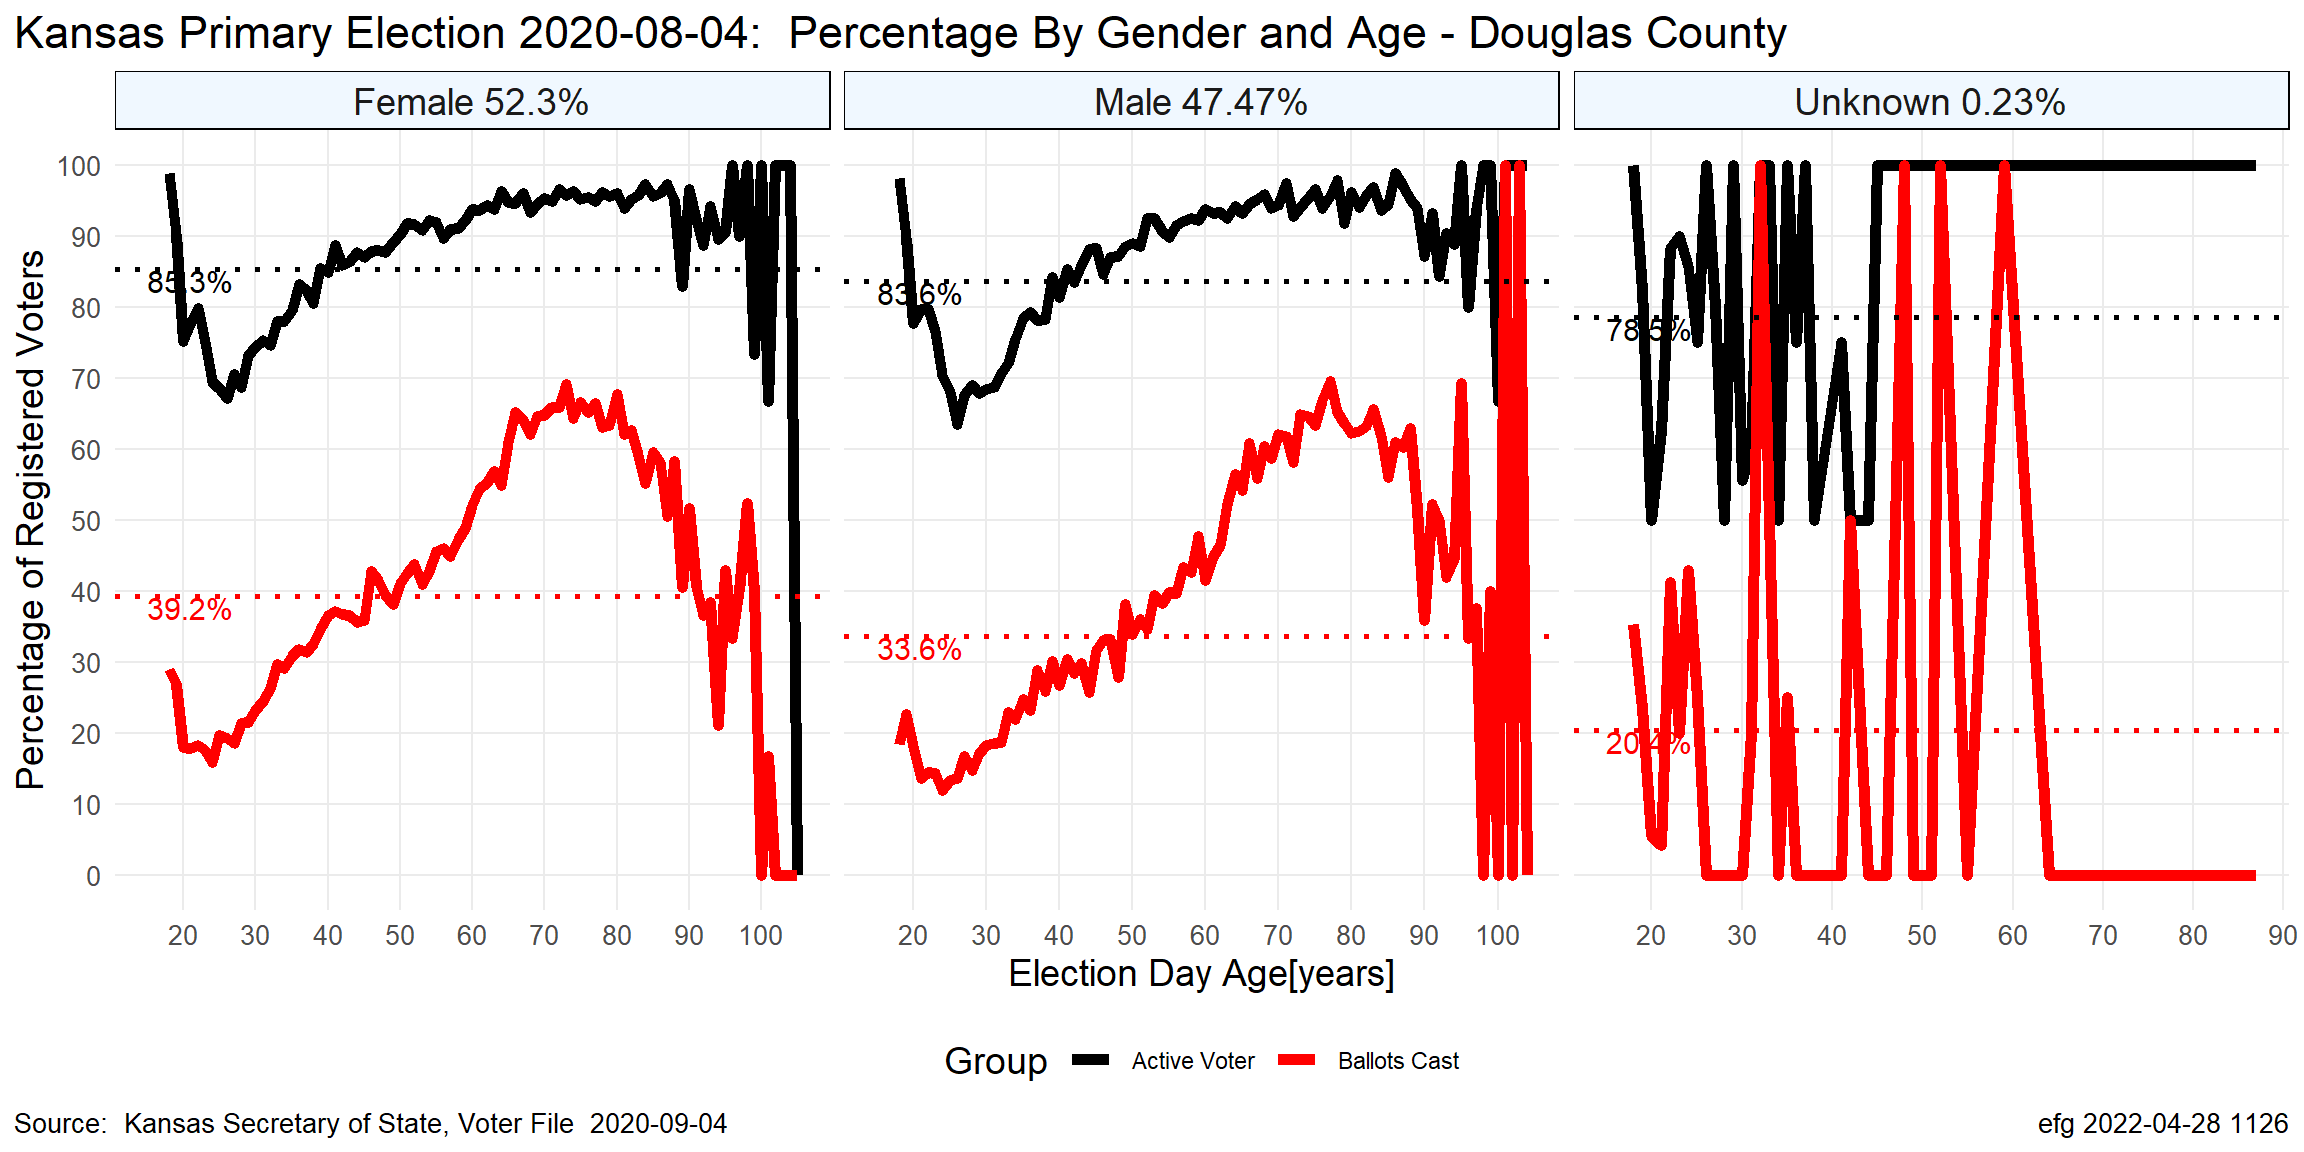 Kansas Primary Election 2020-08-04:  Percentage By Gender and Age - Douglas County
Female 52.3%
Male 47.47%
Unknown 0.23%
Percentage of Registered Voters
100
90
80
70
60
50
40
30
20
10
0
85.3%
39.2%
83.6%
33.6%
78.5%
20.4%
20 30 40 50 60 70 80 90 100
20 30 40 50 60 70 80 90 100
20 30 40 50 60 70 80 90
Election Day Age[years]
Group Active Voter Ballots Cast
Source:  Kansas Secretary of State, Voter File  2020-09-04
efg 2022-04-28 1126